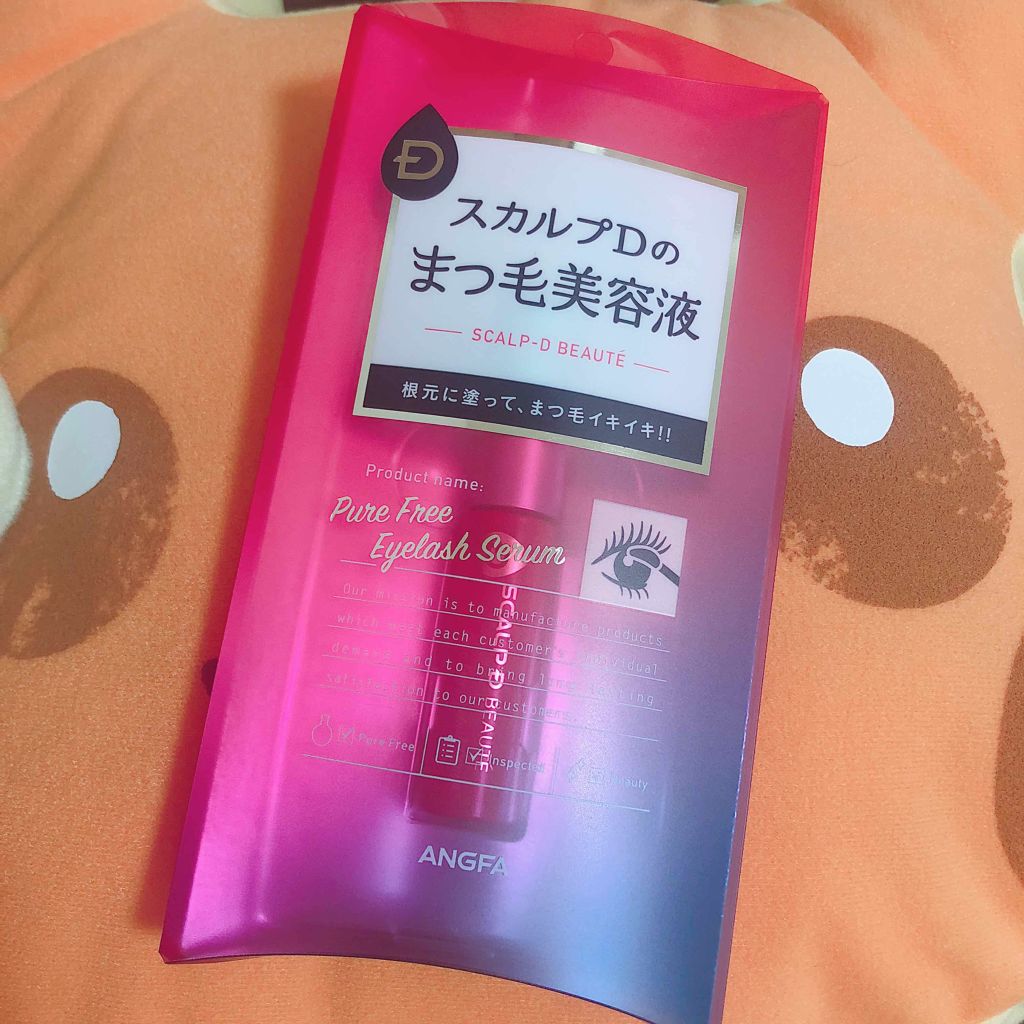 Đ
スカルプDの
まつ毛美容液
SCALP-D BEAUTÉ
根元に塗って、まつ毛イキイキ!!
Product name:
Pure Free
Eyelash Serum
Our mission is to manufacture products
which meet each customer's individual
demand and to bring long-lasting
satisfaction to our customers.
SCALP-D BEAUTÉ
Pure Free
Inspected
Beauty
ANGFA